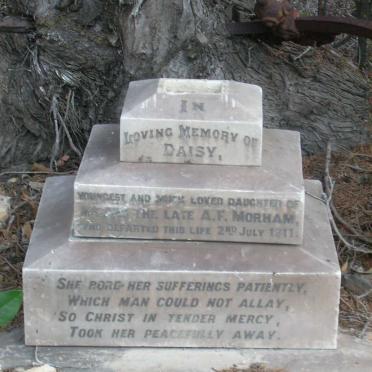 IN
LOVING MEMORY OF
DAISY,
YOUNGEST AND MUCH LOVED DAUGHTER OF
THE LATE A.F. MORHAM,
WHO DEPARTED THIS LIFE 2ND JULY 1911.
SHE BORE HER SUFFERINGS PATIENTLY,
WHICH MAN COULD NOT ALLAY,
SO CHRIST IN TENDER MERCY,
TOOK HER PEACEFULLY AWAY.